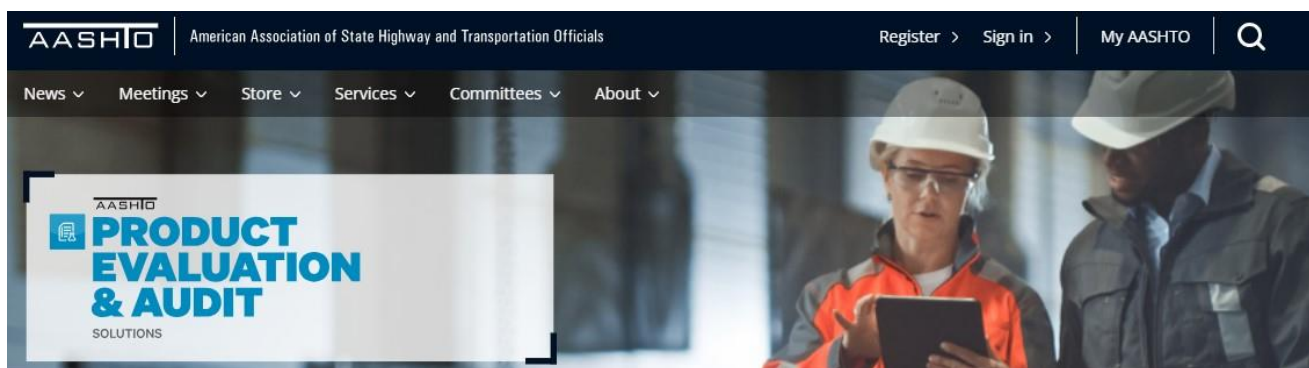 AASHTO
American Association of State Highway and Transportation Officials
Register >
Sign in >
My AASHTO
News
Meetings
Store
Services
Committees
About
AASHTO
PRODUCT
EVALUATION
& AUDIT
SOLUTIONS